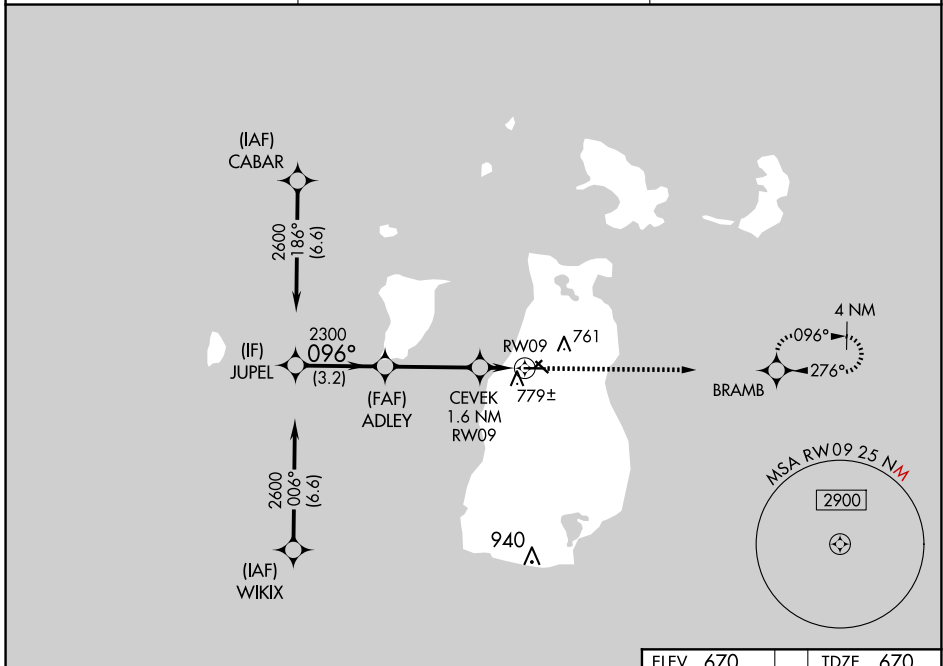 (IAF)
CABAR
2600
186°
(6.6)
4 NM
096°
276°
BRAMB
761
RW09
779±
2300
096°
(3.2)
(IF)
JUPEL
(FAF)
ADLEY
CEVEK
1.6 NM
RW09
2600
006°
(6.6)
(IAF)
WIKIX
940
MSA RW09 25 NM
2900
ELEV 670
TDZE 670